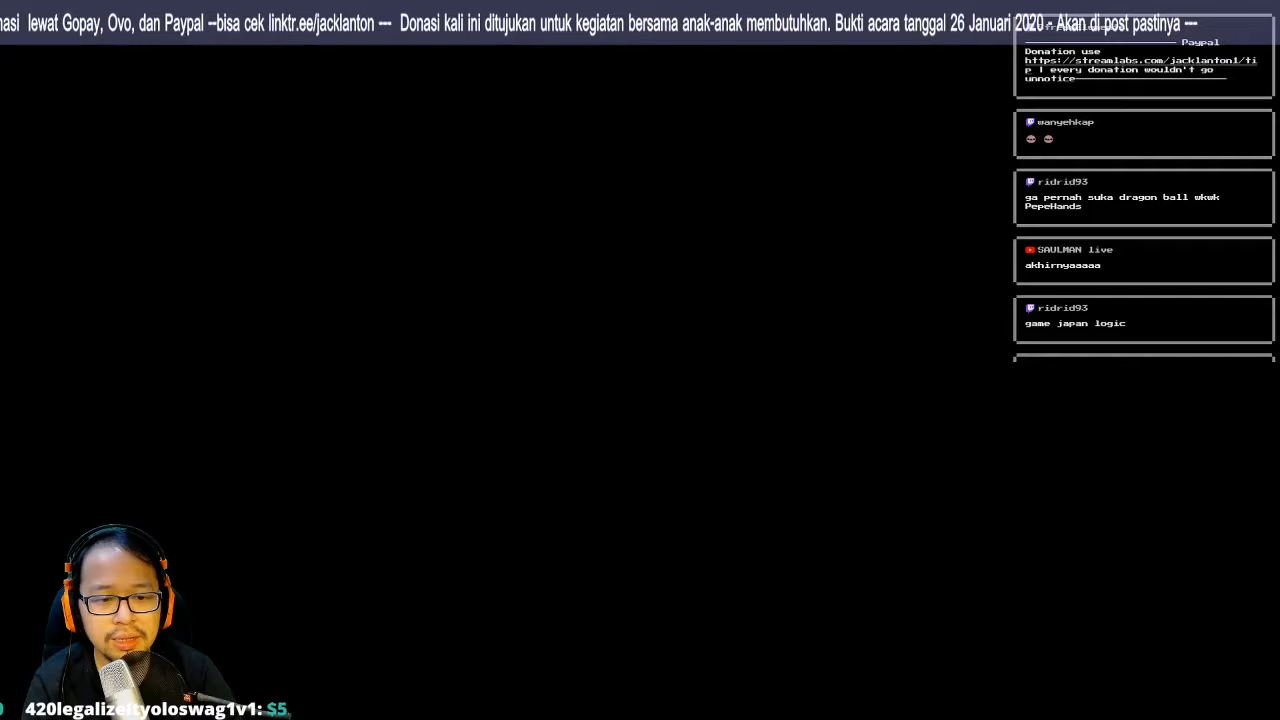 lewat Gopay, Ovo, dan Paypal --bisa cek linktr.ee/jacklanton --- Donasi kali ini ditujukan untuk kegiatan bersama anak-anak membutuhkan. Bukti acara tanggal 26 Januari 2020 - Akan di post pastinya ---
Paypal
Donation use
https://streamlabs.com/jacklanton1/ti
p | every donation wouldn't go
unnotice
wanyehkap
ridrid93
ga pernah suka dragon ball wkwk
PepeHands
SAULMAN live
akhirnyaaaaa
ridrid93
game japan logic
420legalizeityoloswag1v1: $5